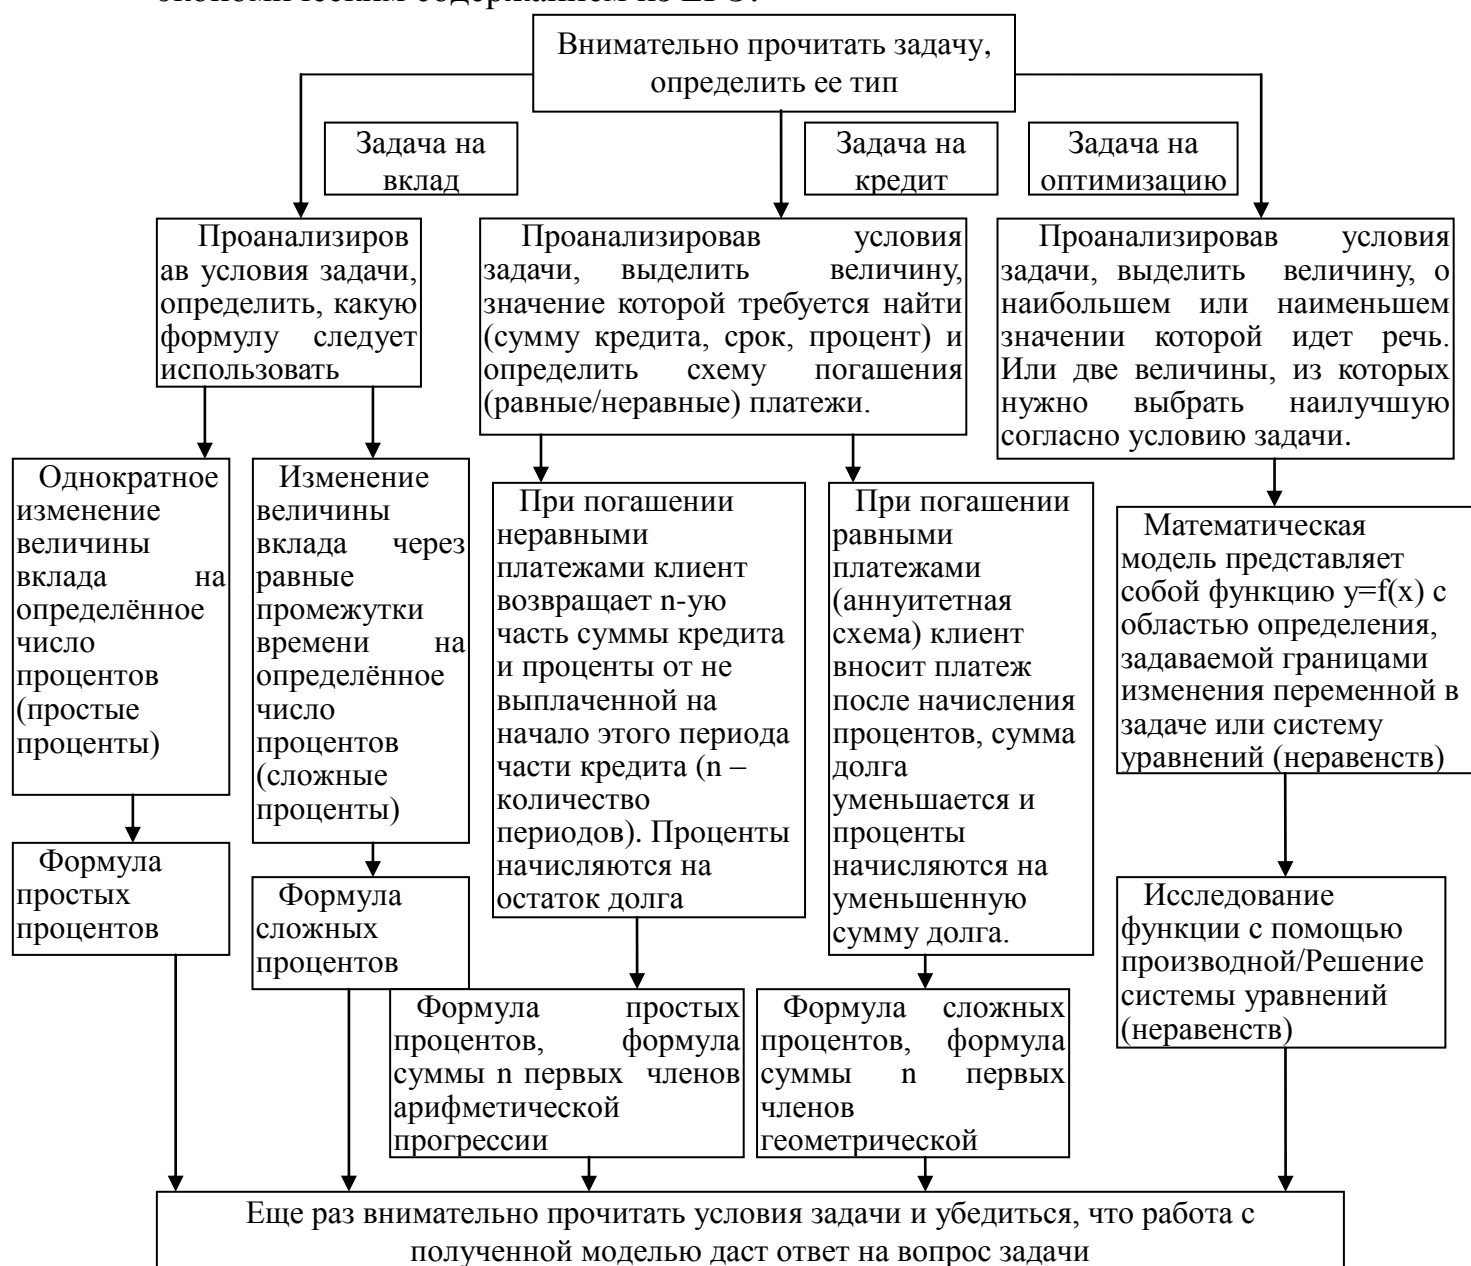 экономическим содержанием из ЕГЭ:
Внимательно прочитать задачу,
определить ее тип
Задача на
вклад
Задача на
кредит
Задача на
оптимизацию
Проанализиров
ав условия задачи,
определить, какую
формулу следует
использовать
Проанализировав условия
задачи, выделить величину,
значение которой требуется найти
(сумму кредита, срок, процент) и
определить схему погашения
(равные/неравные) платежи.
Проанализировав условия
задачи, выделить величину, о
наибольшем или наименьшем
значении которой идет речь.
Или две величины, из которых
нужно выбрать наилучшую
согласно условию задачи.
Однократное
изменение
величины
вклада на
определённое
число
процентов
(простые
проценты)
Изменение
величины
вклада через
равные
промежутки
времени на
определённое
число
процентов
(сложные
проценты)
При погашении
неравными
платежами клиент
возвращает n-ую
часть суммы кредита
и проценты от не
выплаченной на
начало этого периода
части кредита (n –
количество
периодов). Проценты
начисляются на
остаток долга
При погашении
равными
платежами
(аннуитетная
схема) клиент
вносит платеж
после начисления
процентов, сумма
долга
уменьшается и
проценты
начисляются на
уменьшенную
сумму долга.
Математическая
модель представляет
собой функцию y=f(x) с
областью определения,
задаваемой границами
изменения переменной в
задаче или систему
уравнений (неравенств)
Формула
простых
процентов
Формула
сложных
процентов
Формула простых
процентов, формула
суммы n первых членов
арифметической
прогрессии
Формула сложных
процентов, формула
суммы n первых
членов
геометрической
Исследование
функции с помощью
производной/Решение
системы уравнений
(неравенств)
Еще раз внимательно прочитать условия задачи и убедиться, что работа с
полученной моделью даст ответ на вопрос задачи